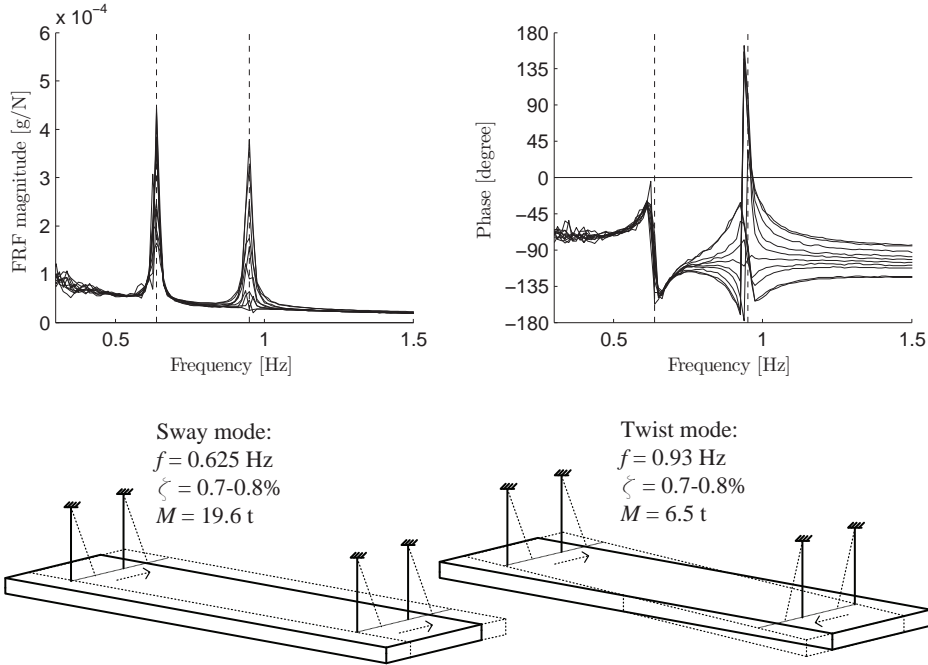 x 10⁻⁴
6
5
4
3
2
1
0
0.5 1 1.5
FRF magnitude [g/N]
Frequency [Hz]
180
135
90
45
0
−45
−90
−135
−180
0.5 1 1.5
Phase [degree]
Frequency [Hz]
Sway mode:
f = 0.625 Hz
ζ = 0.7-0.8%
M = 19.6 t
Twist mode:
f = 0.93 Hz
ζ = 0.7-0.8%
M = 6.5 t